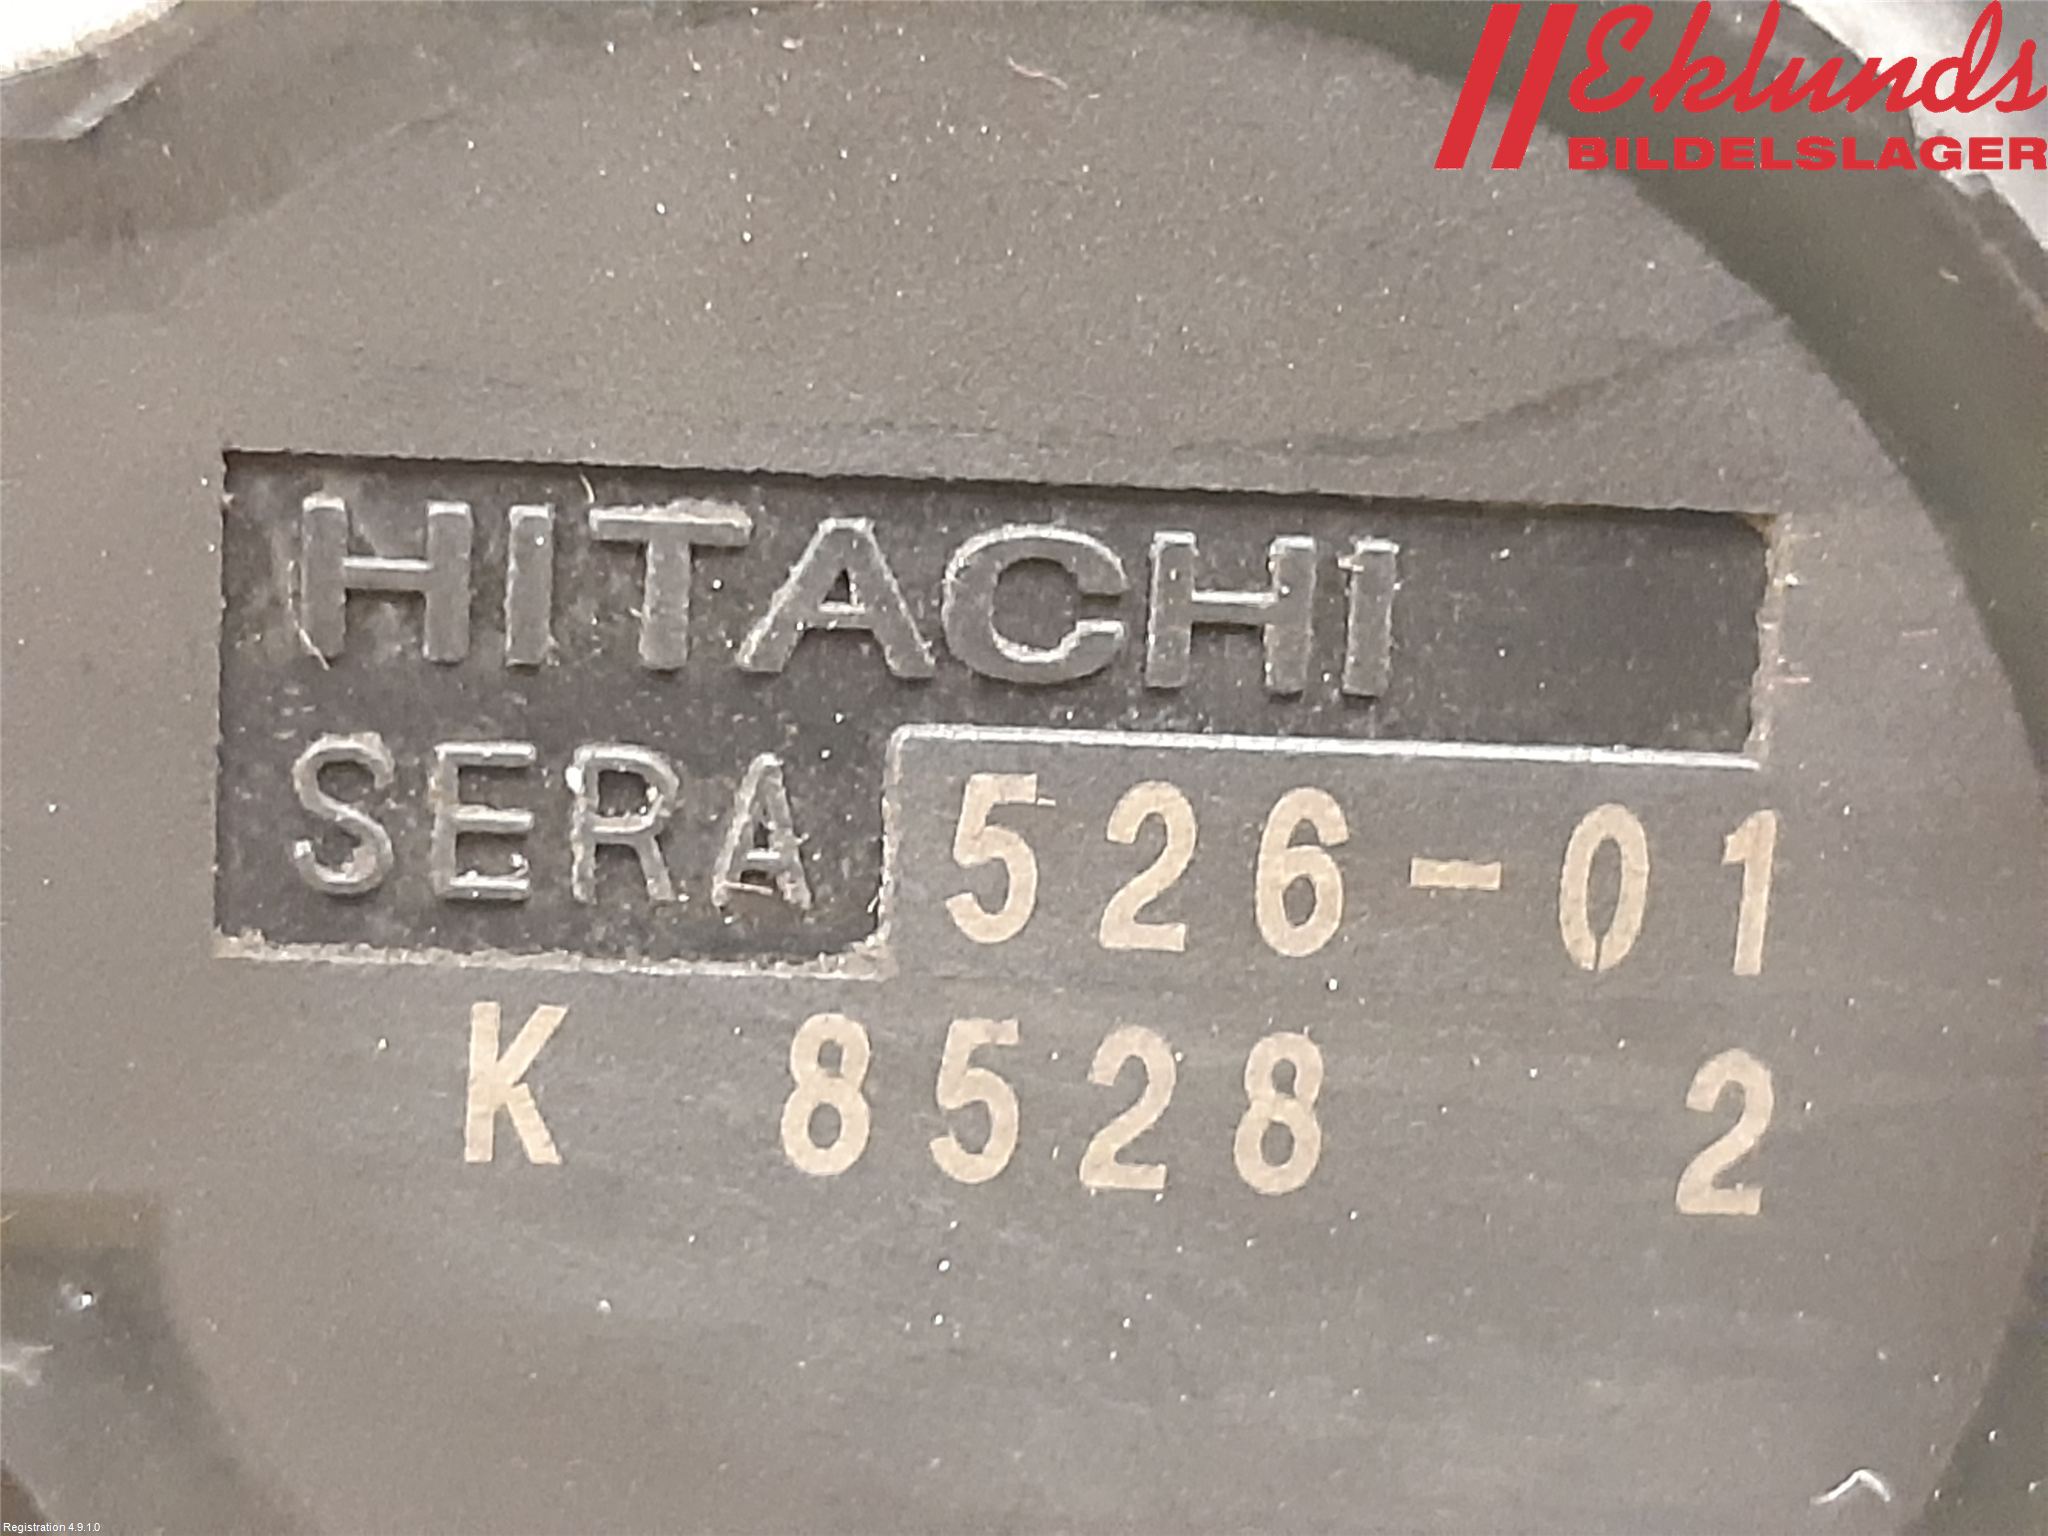 Eklunds
BILDELSLAGER
HITACHI
SERA 526-01
K 8528 2
Registration 4.9.1.0